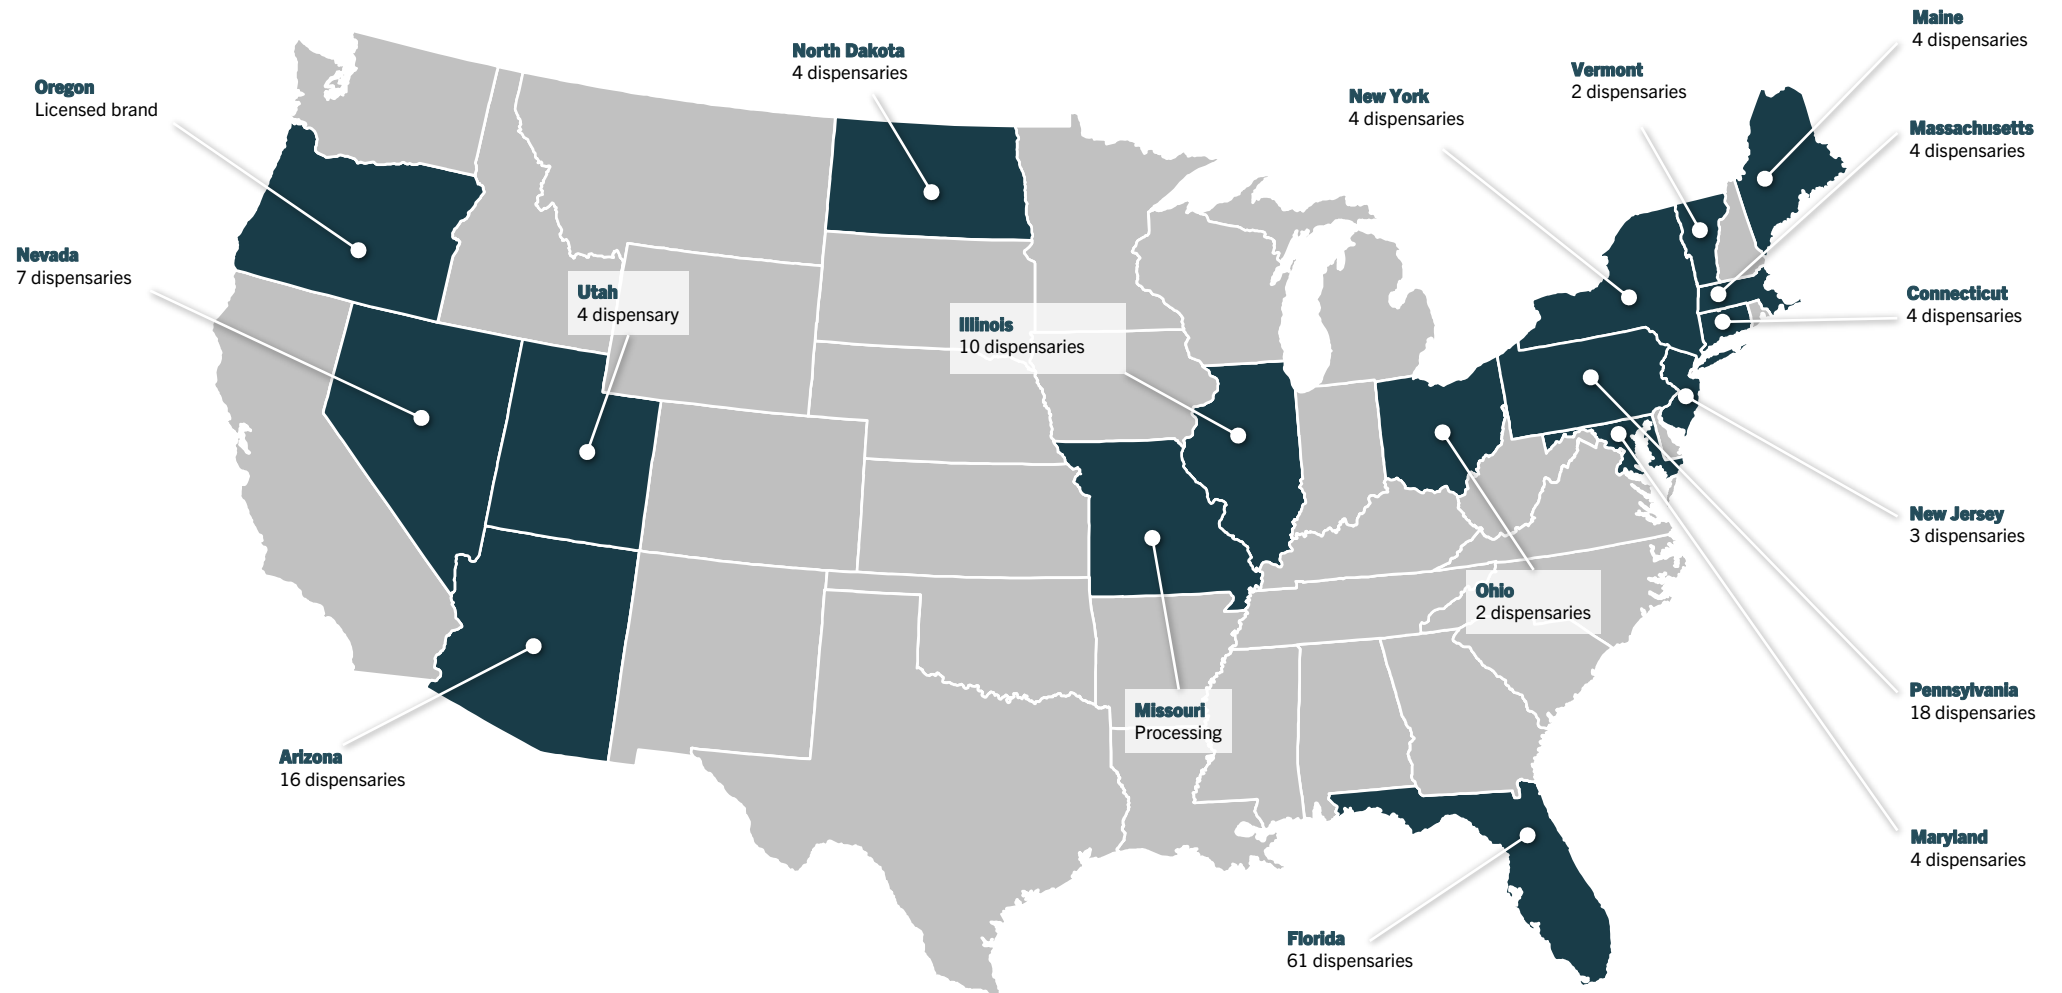 Maine
4 dispensaries
North Dakota
4 dispensaries
Vermont
2 dispensaries
Oregon
Licensed brand
New York
4 dispensaries
Massachusetts
4 dispensaries
Nevada
7 dispensaries
Utah
4 dispensary
Connecticut
4 dispensaries
Illinois
10 dispensaries
New Jersey
3 dispensaries
Ohio
2 dispensaries
Pennsylvania
18 dispensaries
Missouri
Processing
Arizona
16 dispensaries
Maryland
4 dispensaries
Florida
61 dispensaries